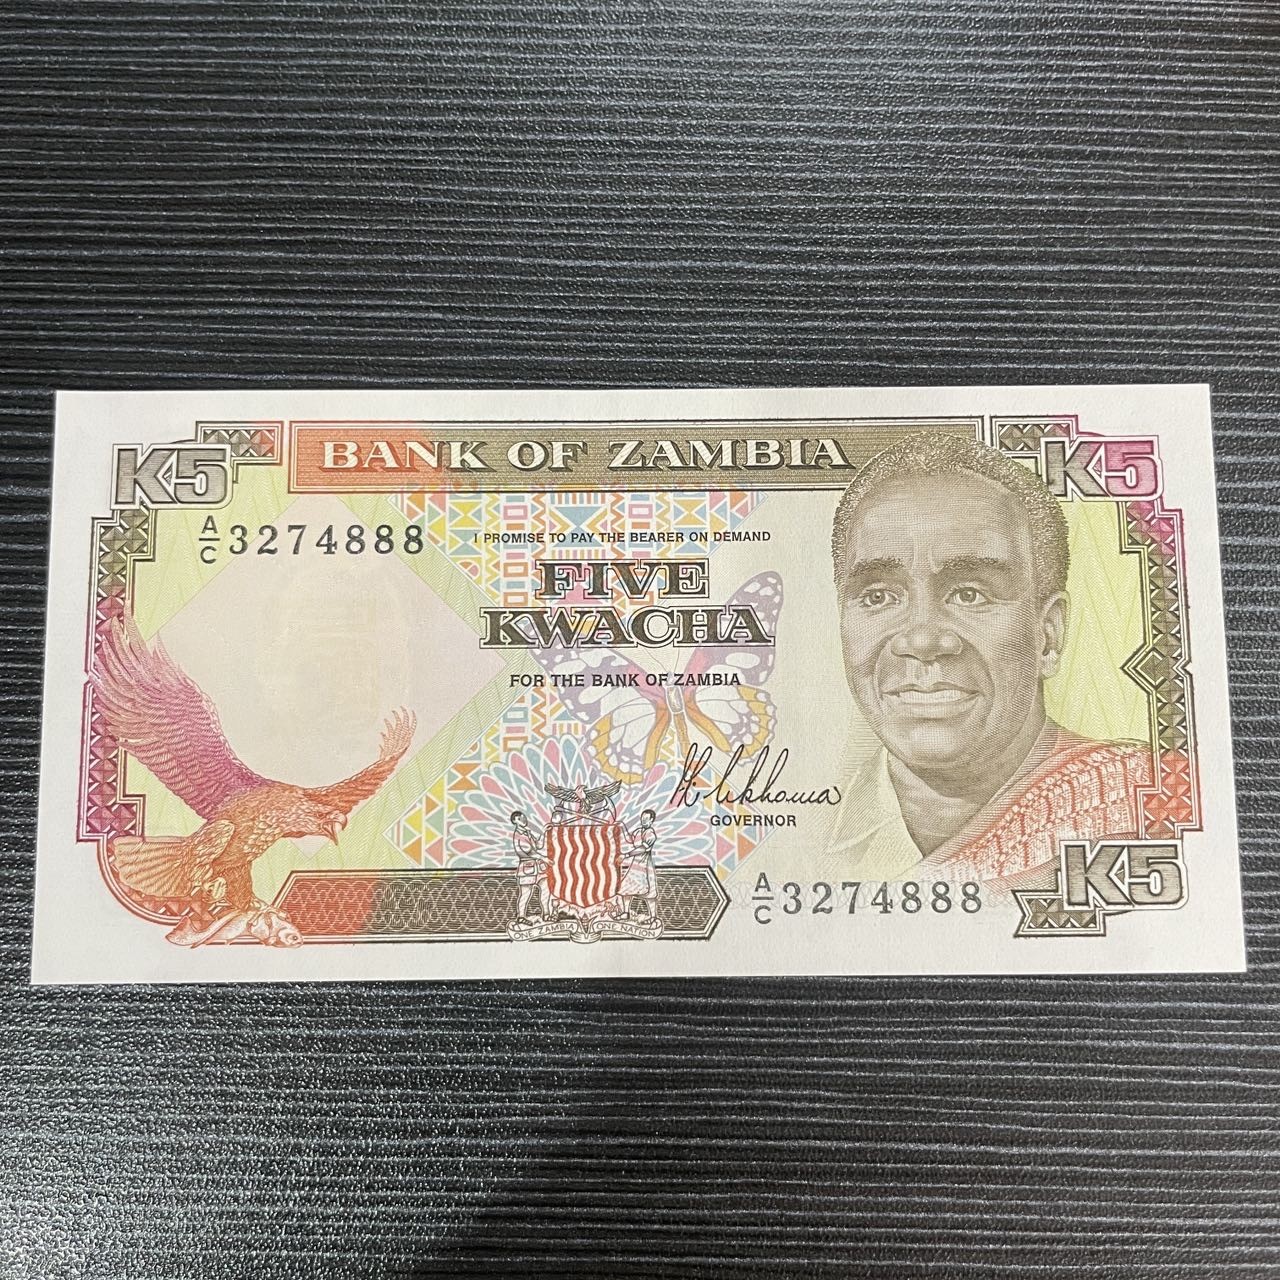 BANK OF ZAMBIA
K5
K5
A/C 3274888
I PROMISE TO PAY THE BEARER ON DEMAND
FIVE
KWACHA
FOR THE BANK OF ZAMBIA
GOVERNOR
K5
A/C 3274888
ONE ZAMBIA ONE NATION